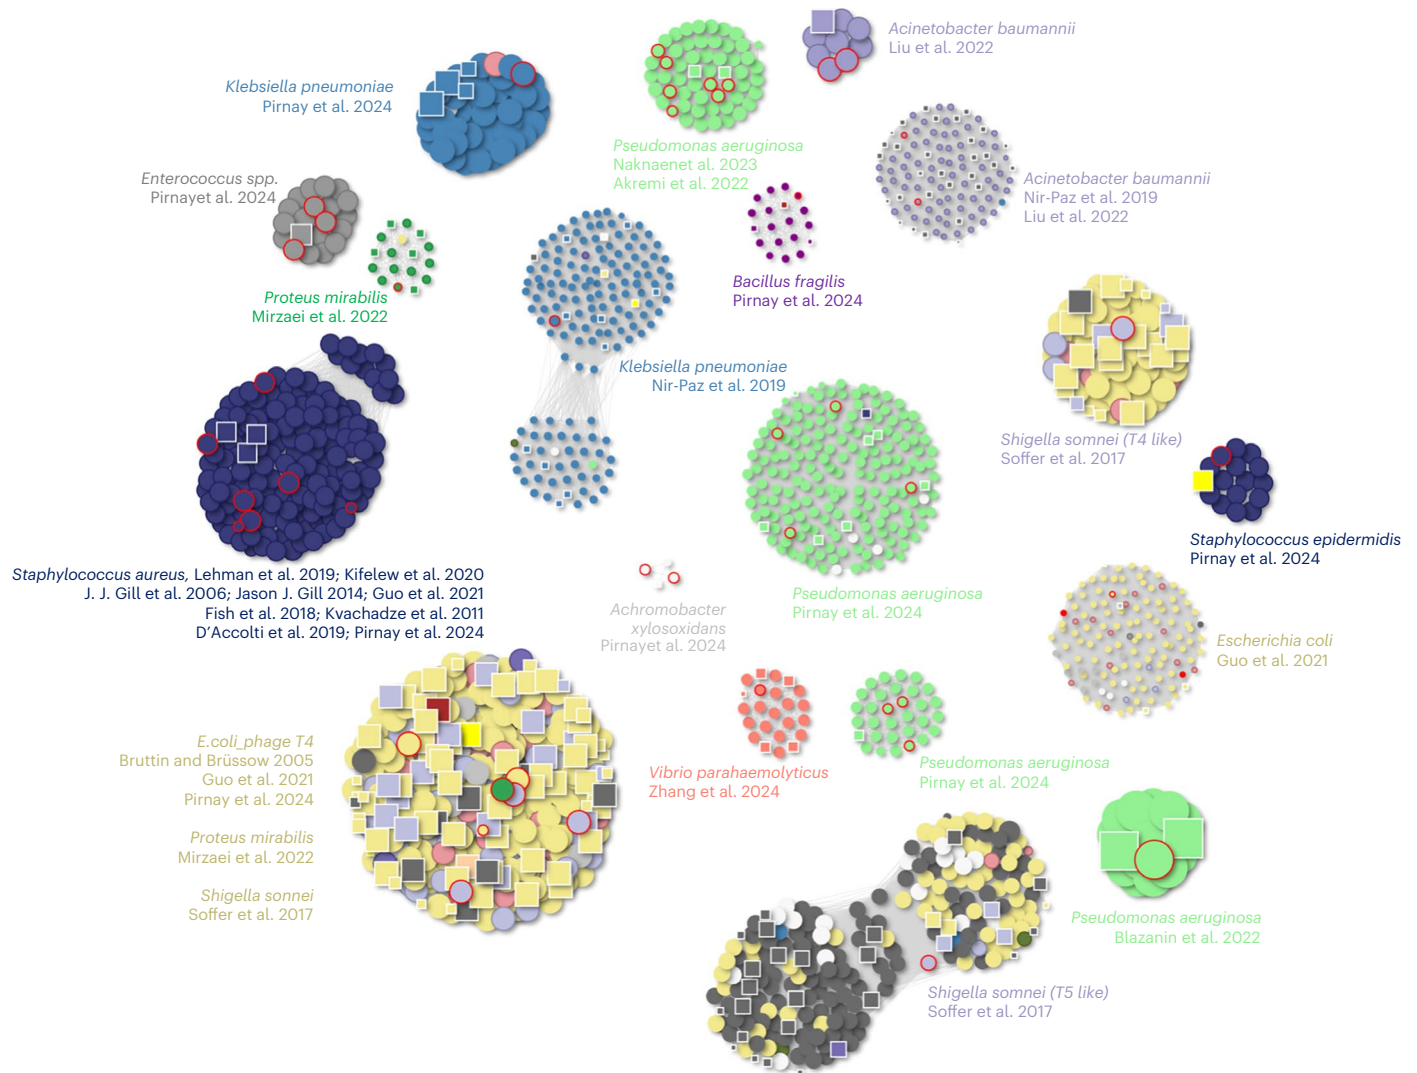 Acinetobacter baumannii
Liu et al. 2022
Klebsiella pneumoniae
Pirnay et al. 2024
Pseudomonas aeruginosa
Naknaenet al. 2023
Akremi et al. 2022
Enterococcus spp.
Pirnayet al. 2024
Acinetobacter baumannii
Nir-Paz et al. 2019
Liu et al. 2022
Bacillus fragilis
Pirnay et al. 2024
Proteus mirabilis
Mirzaei et al. 2022
Klebsiella pneumoniae
Nir-Paz et al. 2019
Shigella somnei (T4 like)
Soffer et al. 2017
Staphylococcus epidermidis
Pirnay et al. 2024
Staphylococcus aureus, Lehman et al. 2019; Kifelew et al. 2020
J. J. Gill et al. 2006; Jason J. Gill 2014; Guo et al. 2021
Fish et al. 2018; Kvachadze et al. 2011
D'Accolti et al. 2019; Pirnay et al. 2024
Pseudomonas aeruginosa
Pirnay et al. 2024
Achromobacter
xylosoxidans
Pirnayet al. 2024
Escherichia coli
Guo et al. 2021
E.coli_phage T4
Bruttin and Brüssow 2005
Guo et al. 2021
Pirnay et al. 2024
Proteus mirabilis
Mirzaei et al. 2022
Shigella sonnei
Soffer et al. 2017
Vibrio parahaemolyticus
Zhang et al. 2024
Pseudomonas aeruginosa
Pirnay et al. 2024
Pseudomonas aeruginosa
Blazanin et al. 2022
Shigella somnei (T5 like)
Soffer et al. 2017